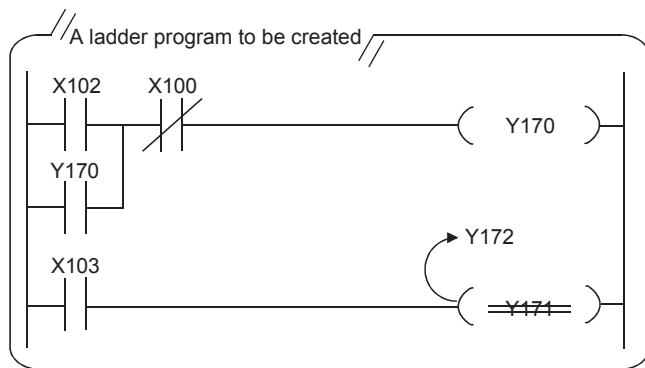 A ladder program to be created
X102 X100
Y170
Y170
Y172
X103
Y171